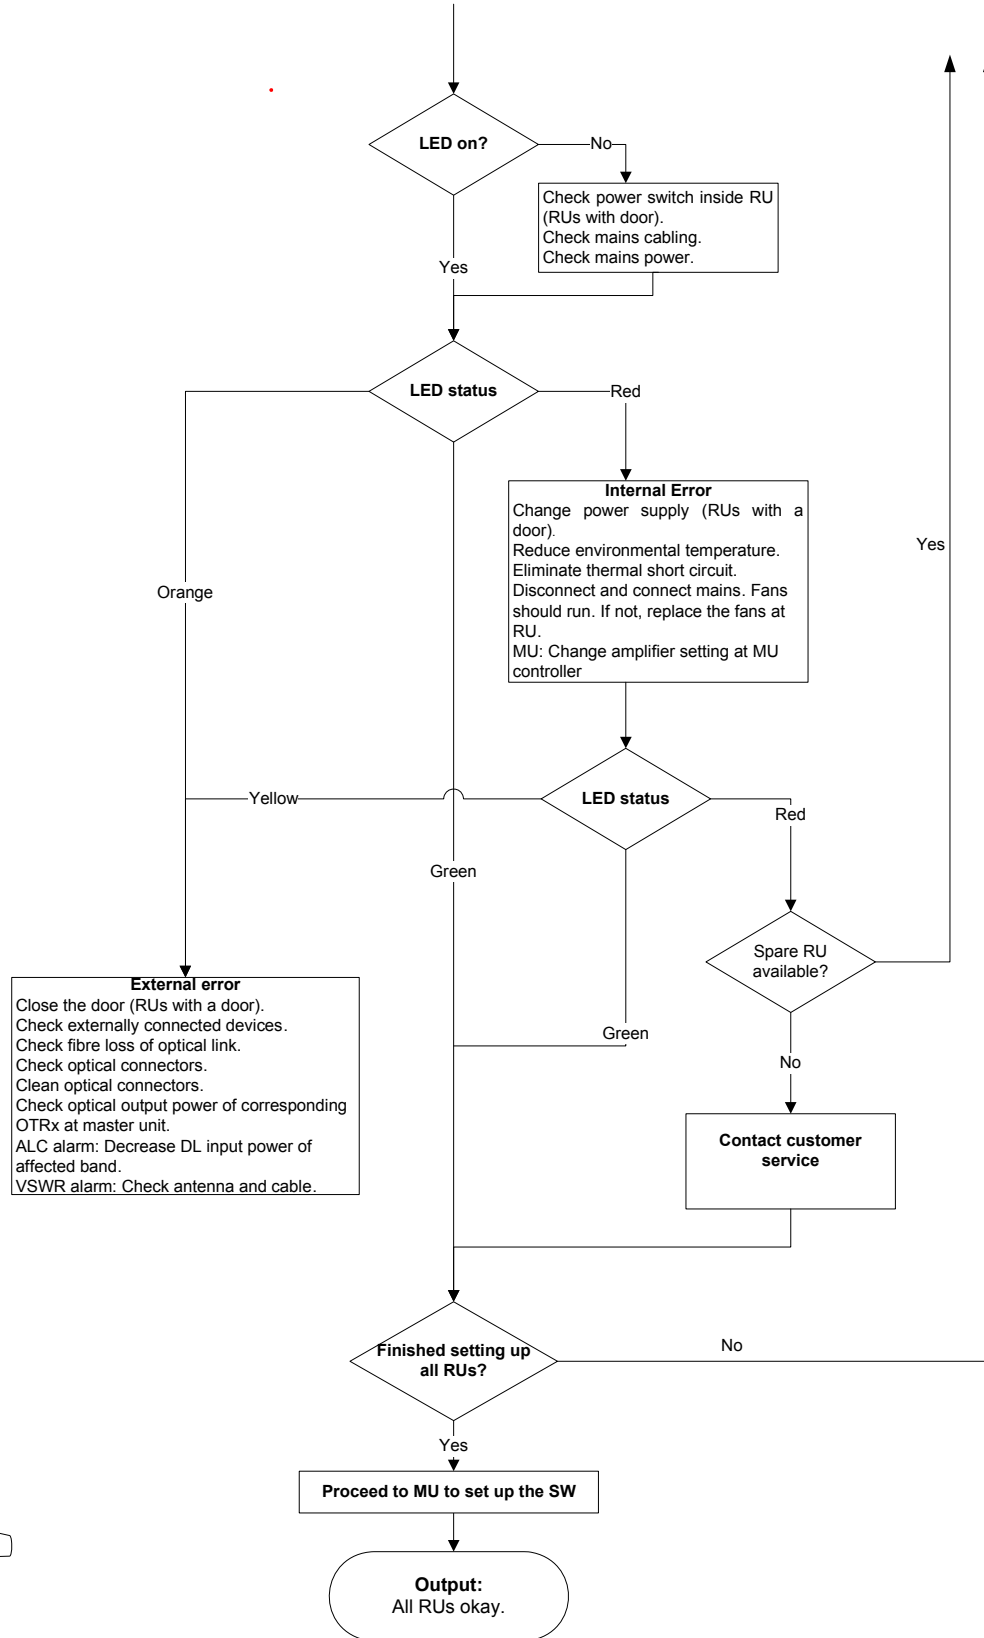 LED on?
No
Check power switch inside RU
(RUs with door).
Check mains cabling.
Check mains power.
Yes
LED status
Red
Internal Error
Change power supply (RUs with a
door).
Reduce environmental temperature.
Eliminate thermal short circuit.
Disconnect and connect mains. Fans
should run. If not, replace the fans at
RU.
MU: Change amplifier setting at MU
controller
Yes
Orange
Yellow
LED status
Red
Green
Spare RU
available?
External error
Close the door (RUs with a door).
Check externally connected devices.
Check fibre loss of optical link.
Check optical connectors.
Clean optical connectors.
Check optical output power of corresponding
OTRx at master unit.
ALC alarm: Decrease DL input power of
affected band.
VSWR alarm: Check antenna and cable.
Green
No
Contact customer
service
Finished setting up
all RUs?
No
Yes
Proceed to MU to set up the SW
Output:
All RUs okay.